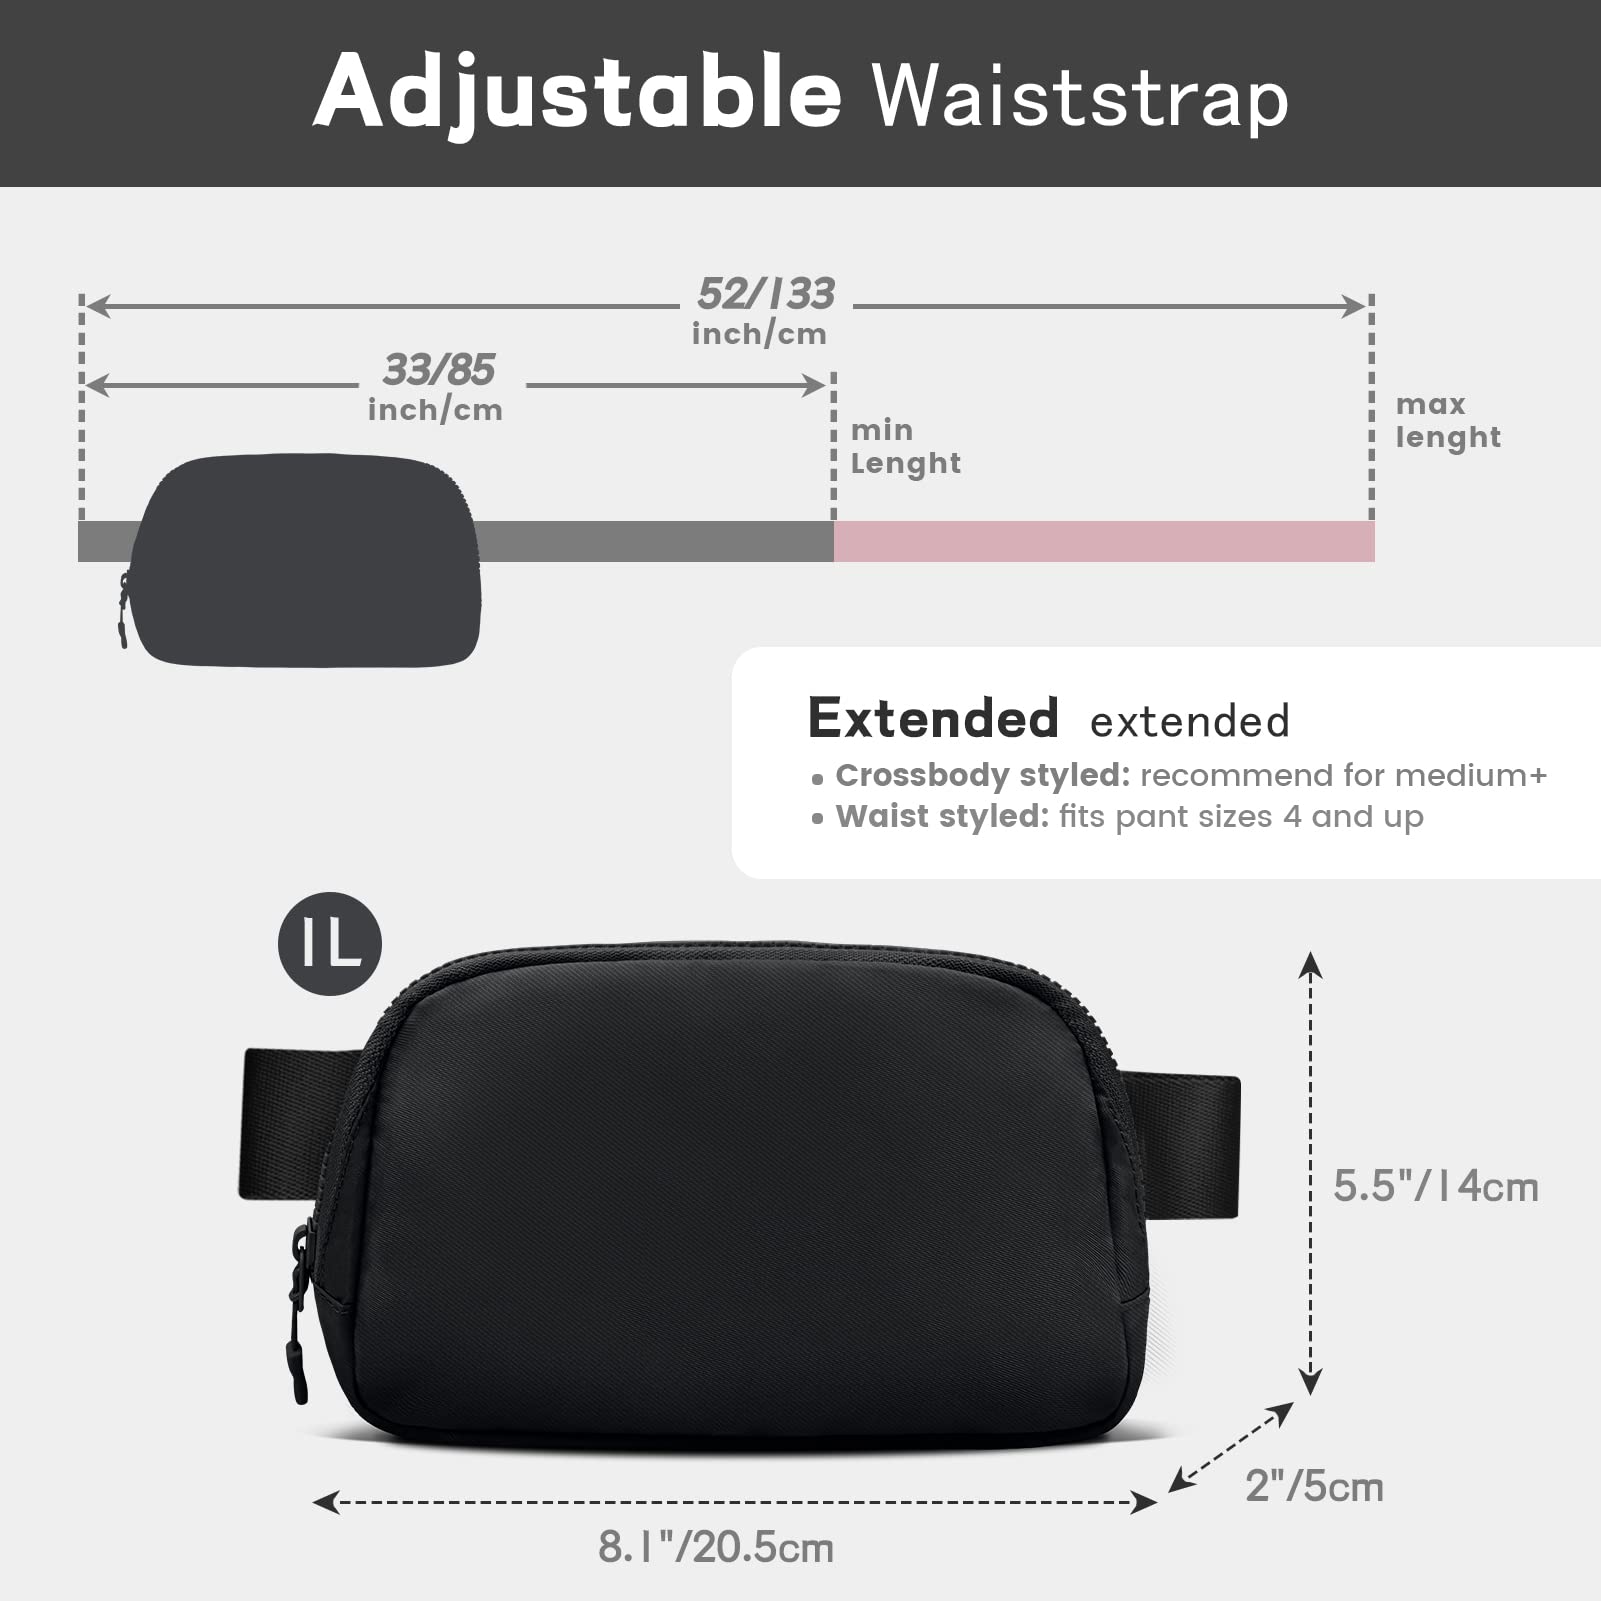 Adjustable Waiststrap
52/133
inch/cm
33/85
inch/cm
min
Lenght
max
lenght
Extended extended
• Crossbody styled: recommend for medium+
• Waist styled: fits pant sizes 4 and up
1L
5.5"/14cm
2"/5cm
8.1"/20.5cm